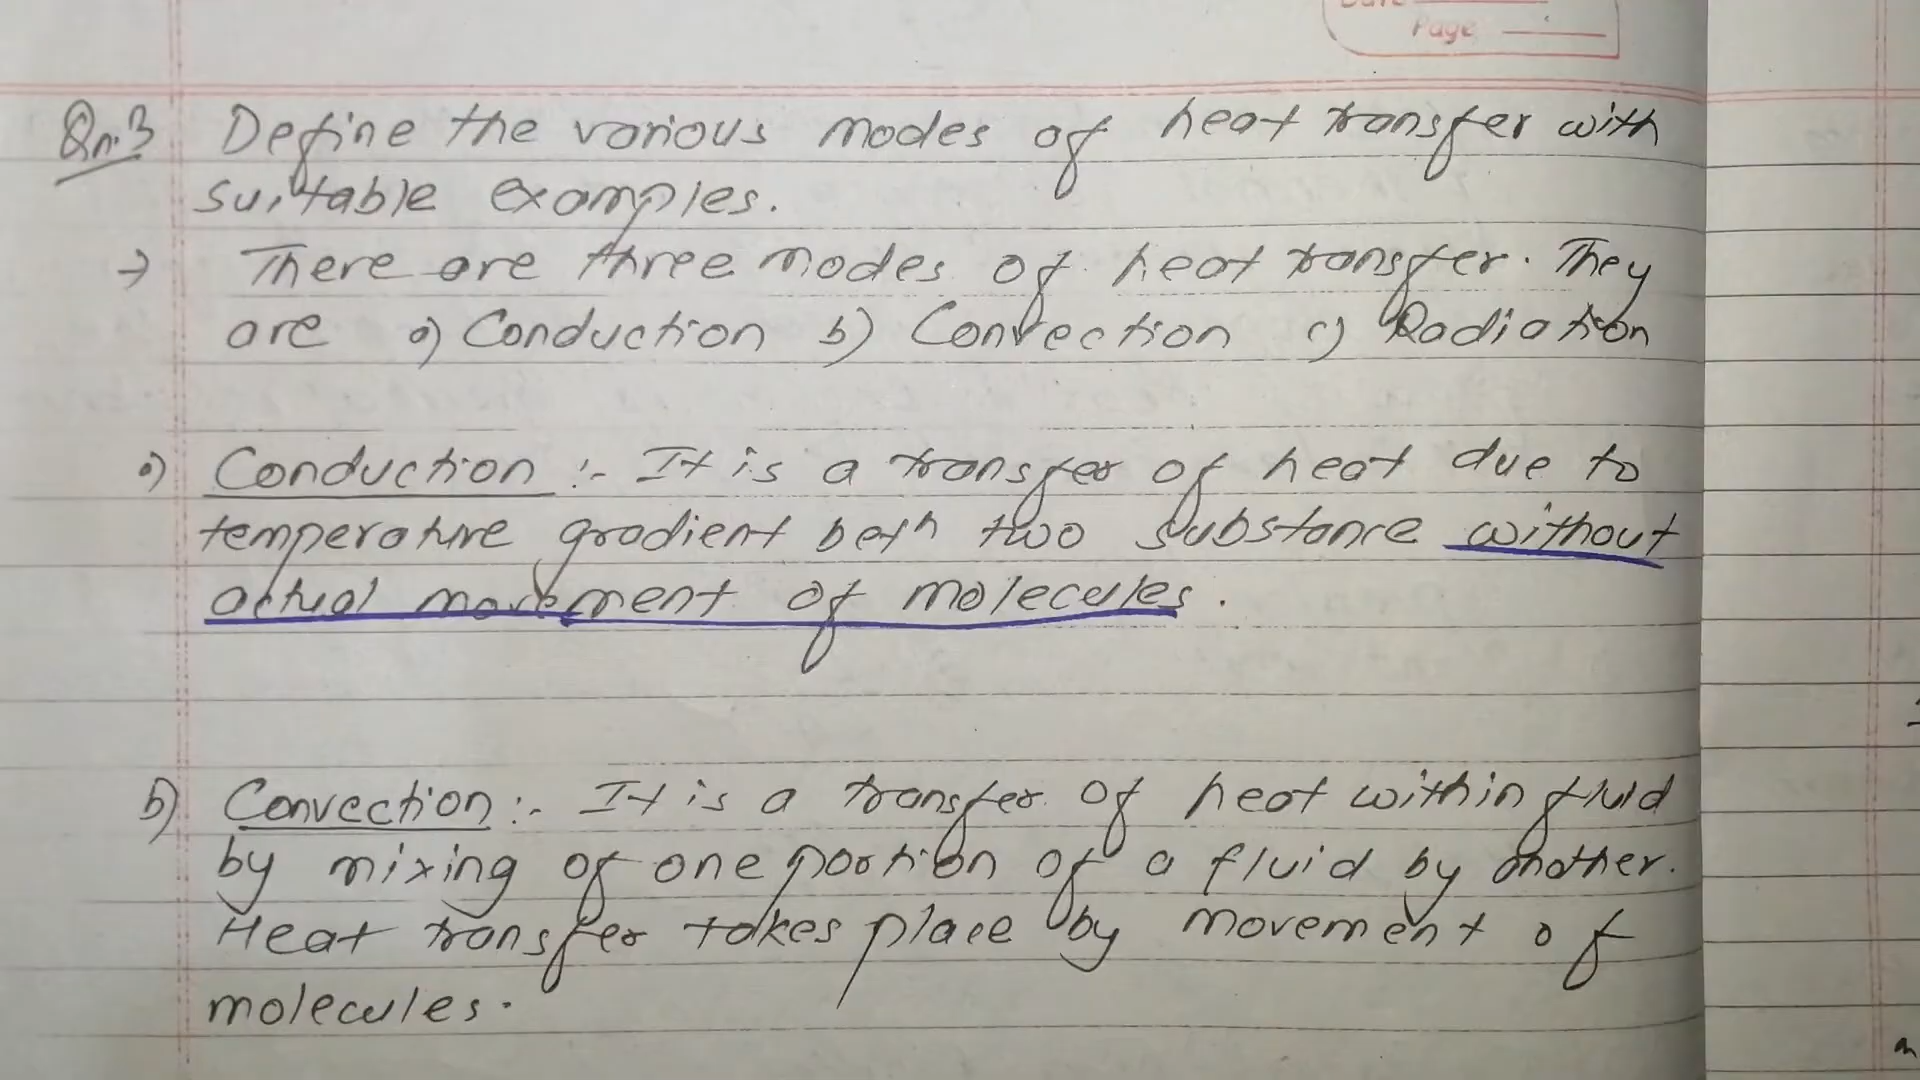 Date
Page
Qn.3 Define the various modes of heat transfer with
suitable examples.
→ There are three modes of heat transfer. They
are a) Conduction b) Convection c) Radiation
a) Conduction :- It is a transfer of heat due to
temperature gradient betn two substance without
actual movement of molecules.
b) Convection :- It is a transfer of heat within fluid
by mixing of one portion of a fluid by another.
Heat transfer takes place by movement of
molecules.